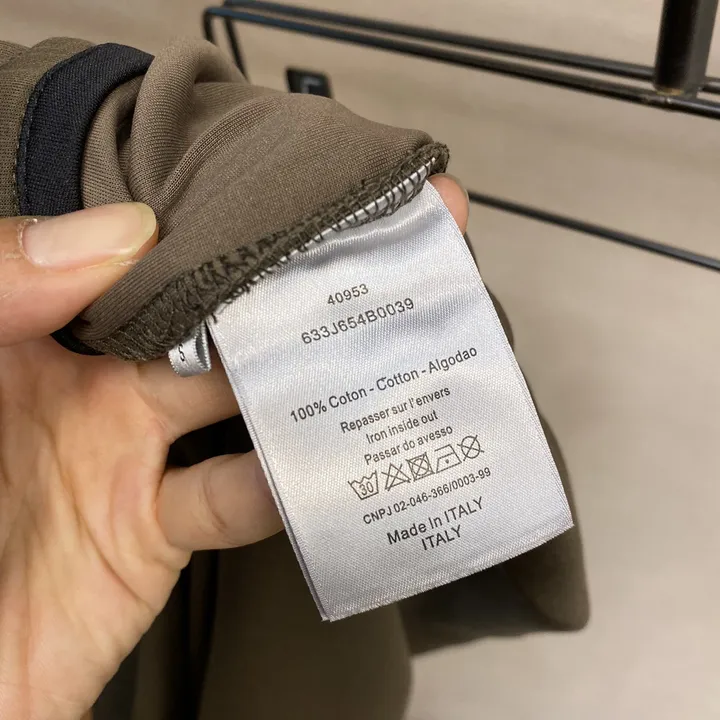 40953
633J654B0039
100% Coton - Cotton - Algodao
Repasser sur l'envers
Iron inside out
Passar do avesso
30
CNPJ 02-046-366/0003-99
Made In ITALY
ITALY
S